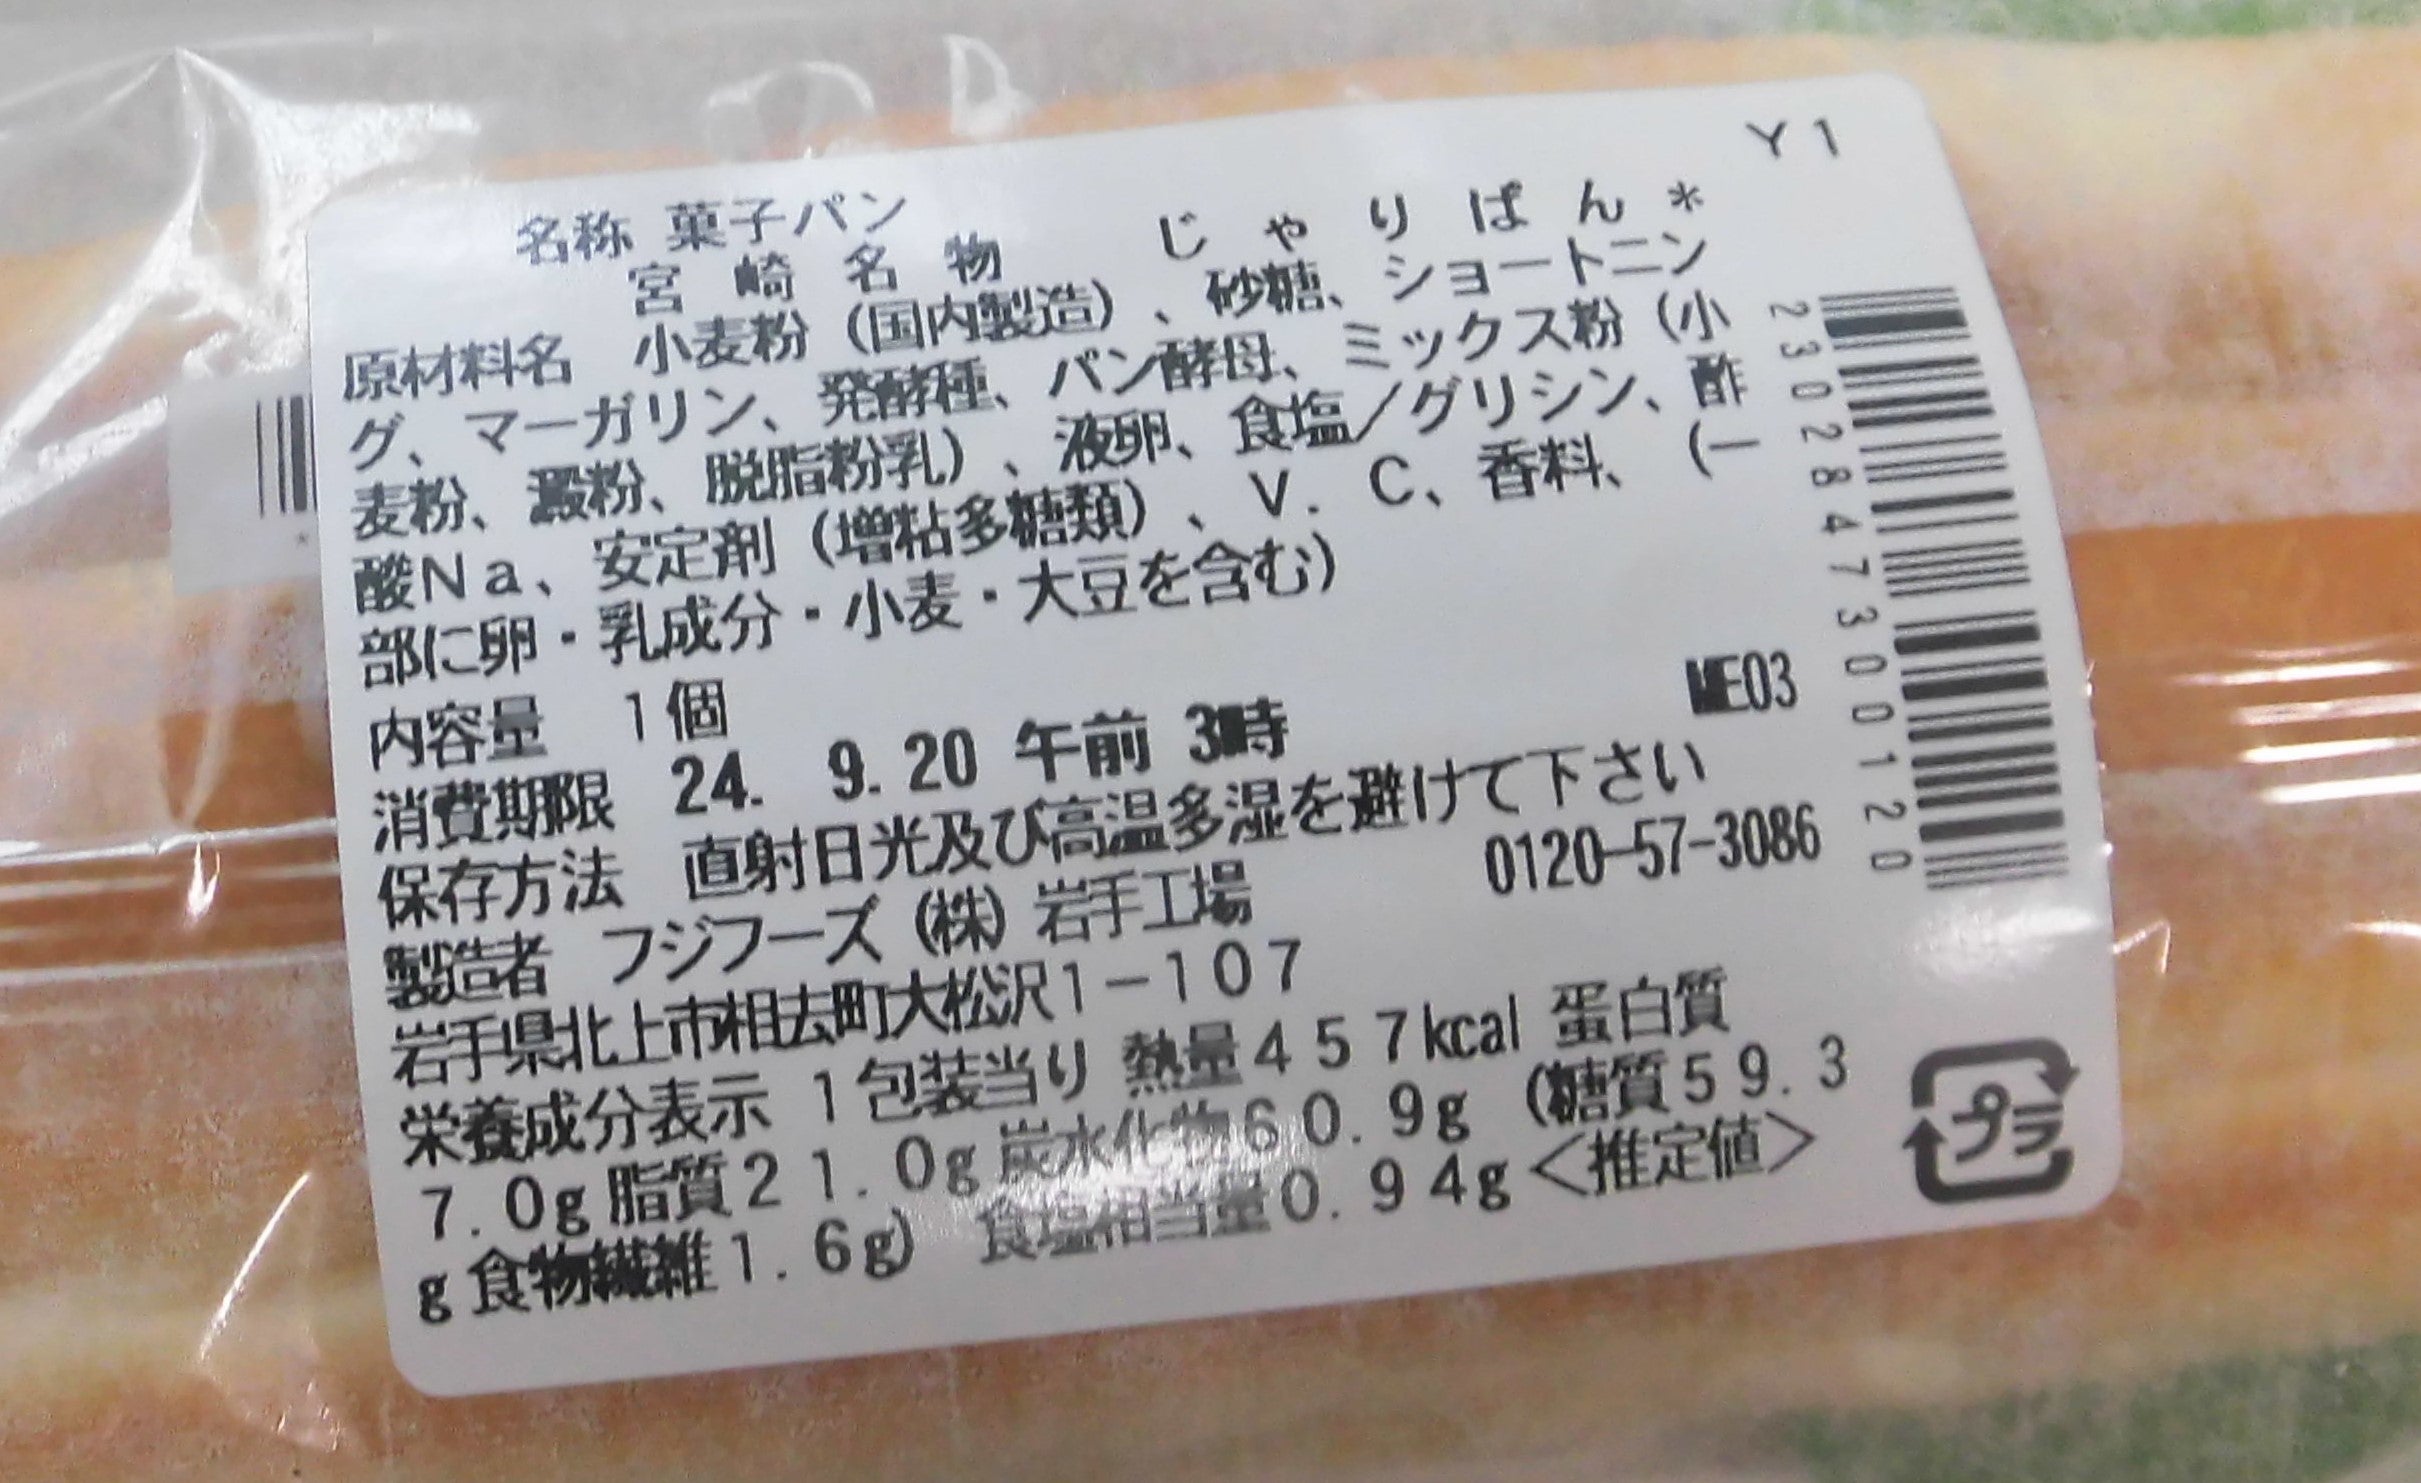 Y1
名称 菓子パン
宮崎名物 じゃりぱん*
原材料名 小麦粉（国内製造）、砂糖、ショートニン
グ、マーガリン、発酵種、パン酵母、ミックス粉（小
麦粉、澱粉、脱脂粉乳）、液卵、食塩／グリシン、酢
酸Na、安定剤（増粘多糖類）、V．C、香料、（一
部に卵・乳成分・小麦・大豆を含む）
内容量 1個
ME03
消費期限 24. 9.20 午前 3時
保存方法 直射日光及び高温多湿を避けて下さい
製造者 フジフーズ（株）岩手工場 0120-57-3086
岩手県北上市相去町大松沢1－107
栄養成分表示 1包装当り 熱量457kcal 蛋白質
7.0g 脂質21.0g 炭水化物60.9g（糖質59.3
g 食物繊維1.6g） 食塩相当量0.94g＜推定値＞
2302847300120
プラ